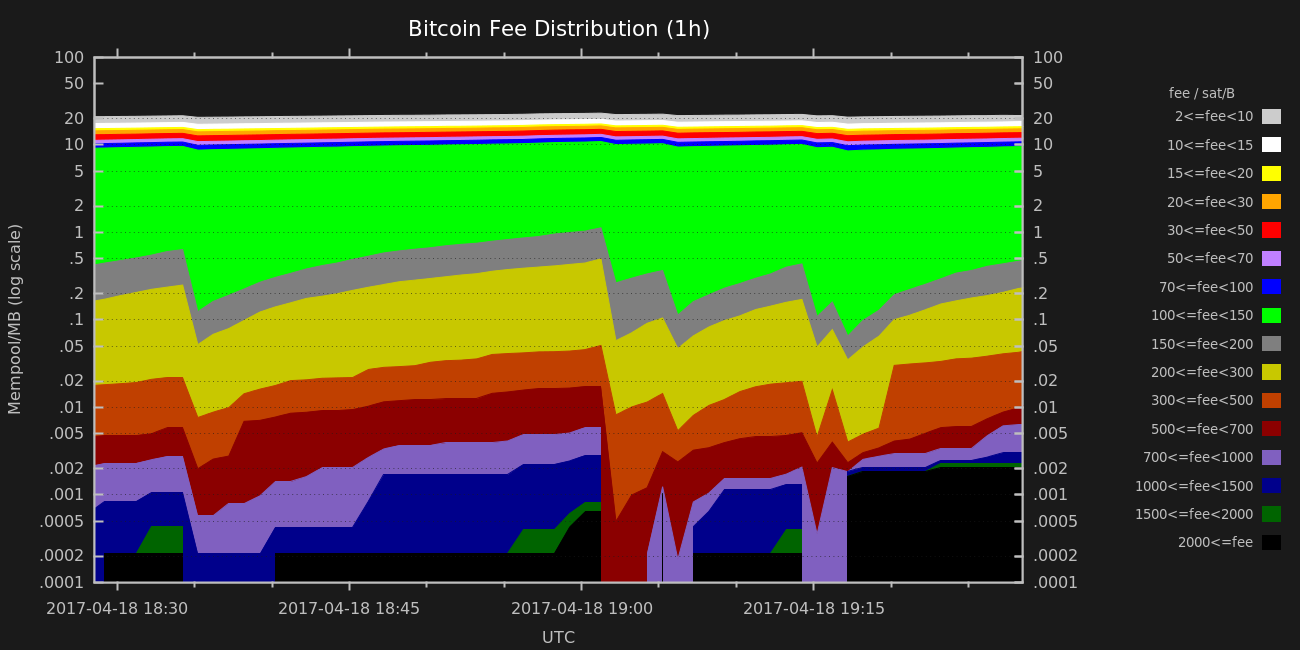 Bitcoin Fee Distribution (1h)
100 100
50 50
20 20
10 10
5 5
2 2
1 1
.5 .5
.2 .2
.1 .1
.05 .05
.02 .02
.01 .01
.005 .005
.002 .002
.001 .001
.0005 .0005
.0002 .0002
.0001 .0001
Mempool/MB (log scale)
2017-04-18 18:30 2017-04-18 18:45 2017-04-18 19:00 2017-04-18 19:15
UTC
fee / sat/B
2<=fee<10
10<=fee<15
15<=fee<20
20<=fee<30
30<=fee<50
50<=fee<70
70<=fee<100
100<=fee<150
150<=fee<200
200<=fee<300
300<=fee<500
500<=fee<700
700<=fee<1000
1000<=fee<1500
1500<=fee<2000
2000<=fee